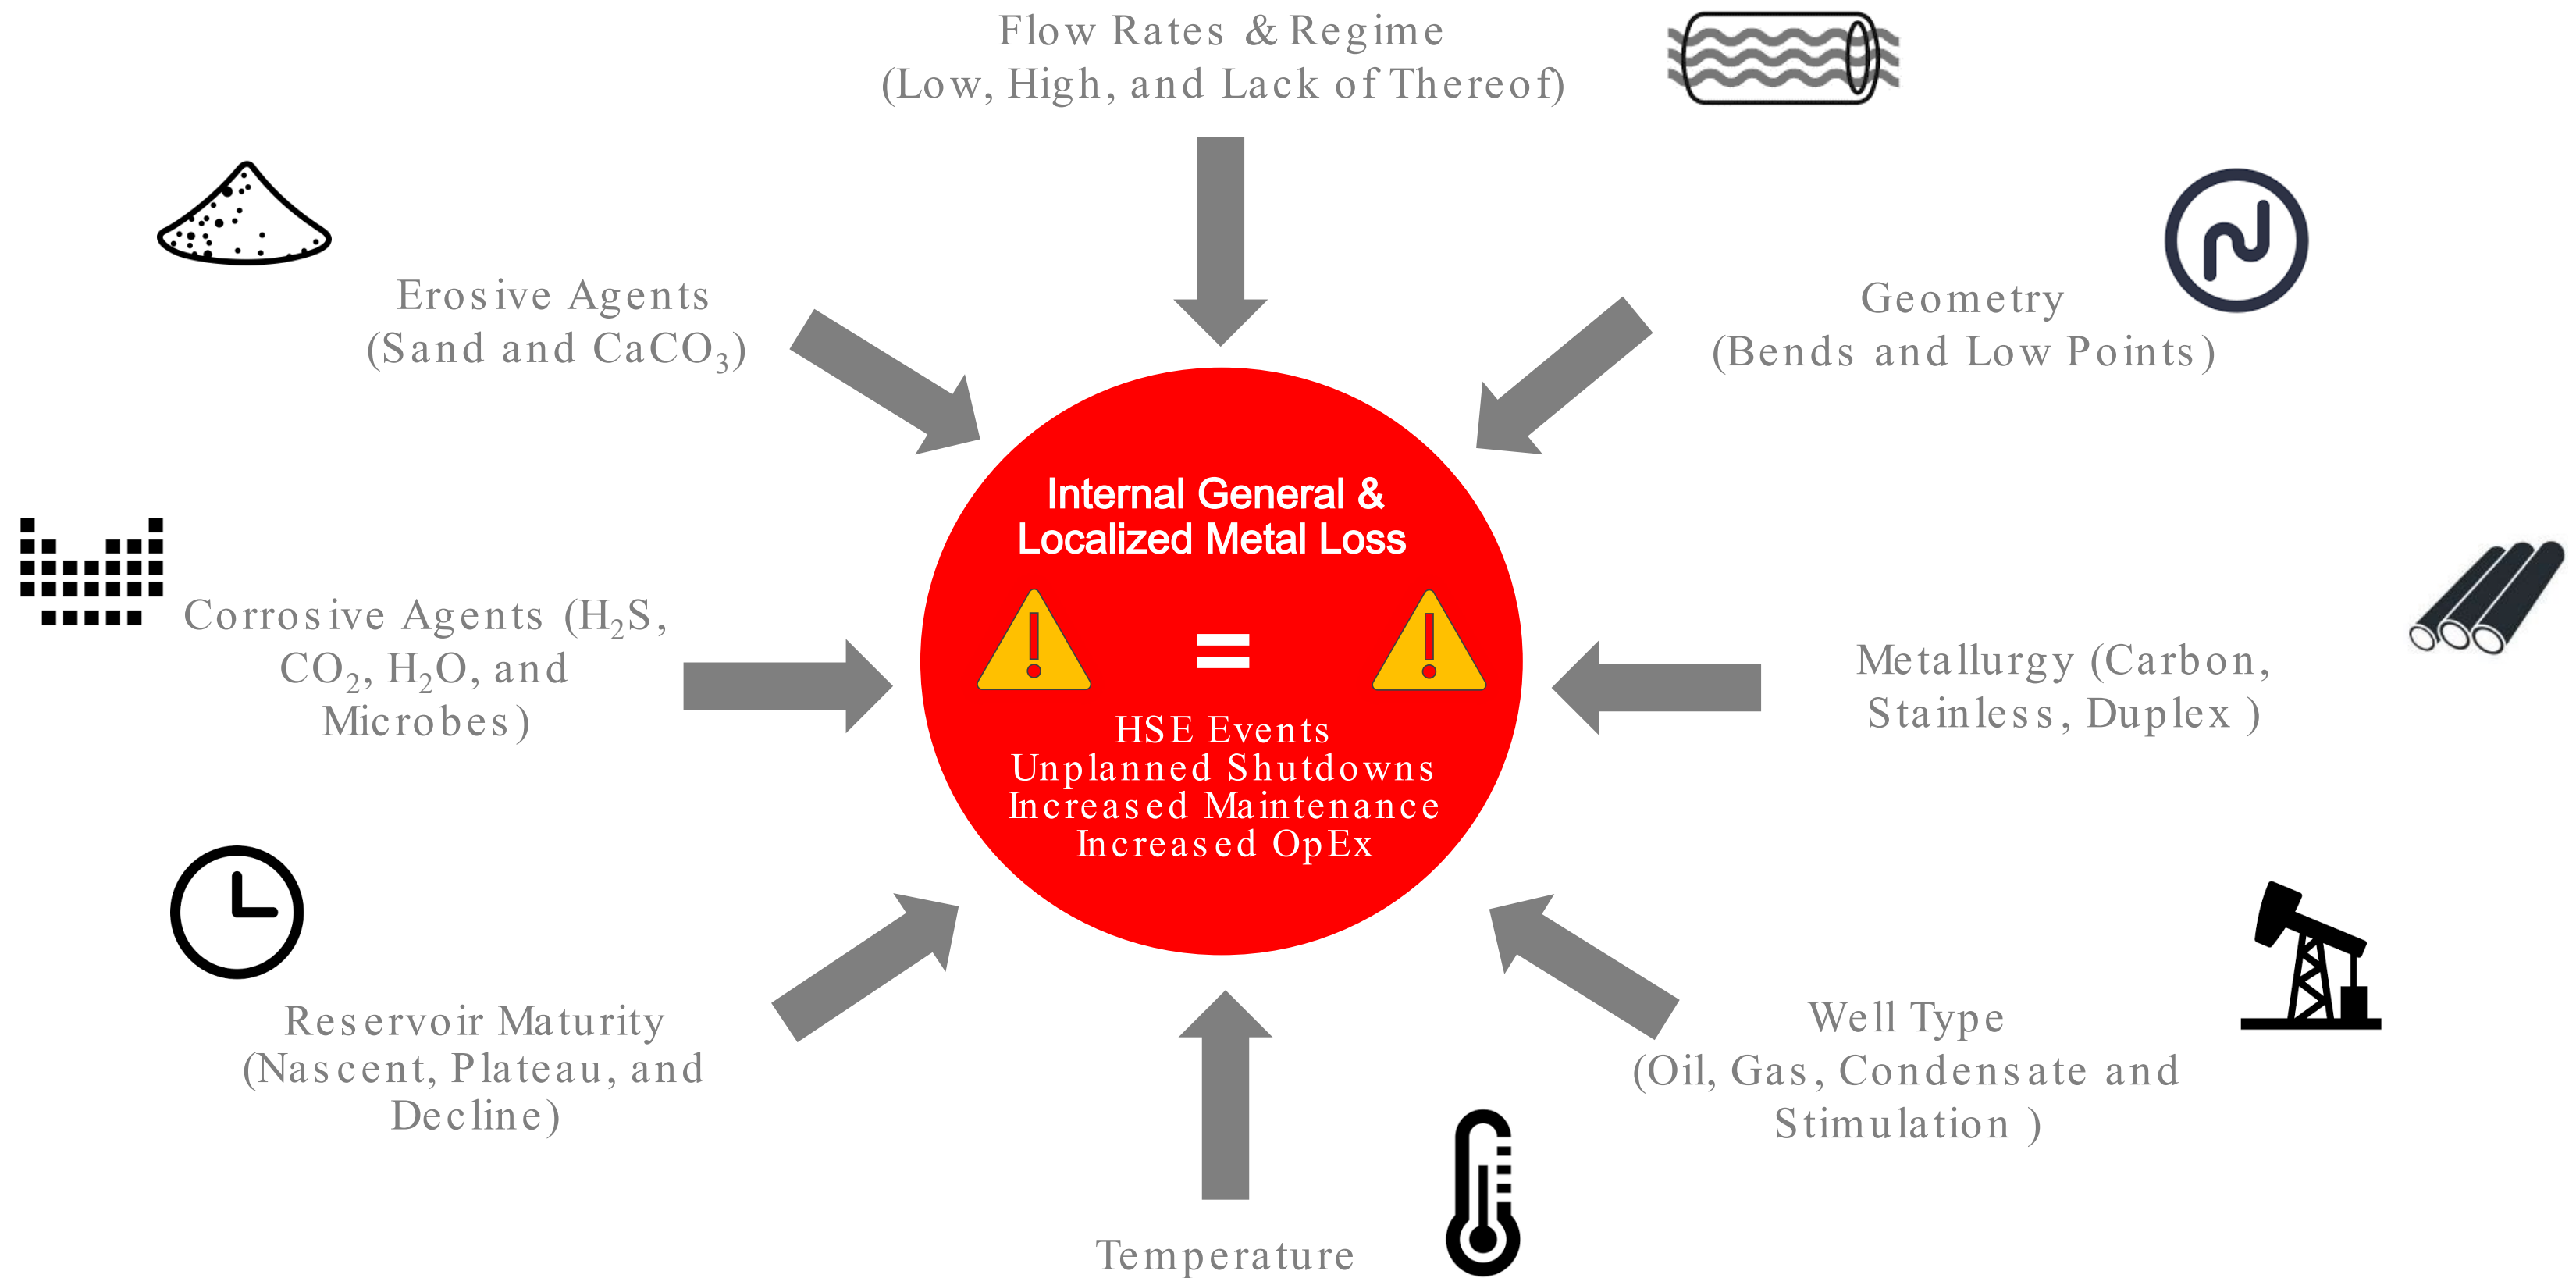 Flow Rates & Regime
(Low, High, and Lack of Thereof)
Erosive Agents
(Sand and CaCO₃)
Geometry
(Bends and Low Points)
Internal General &
Localized Metal Loss
=
HSE Events
Unplanned Shutdowns
Increased Maintenance
Increased OpEx
Corrosive Agents (H₂S,
CO₂, H₂O, and
Microbes)
Metallurgy (Carbon,
Stainless, Duplex )
Reservoir Maturity
(Nascent, Plateau, and
Decline)
Well Type
(Oil, Gas, Condensate and
Stimulation )
Temperature